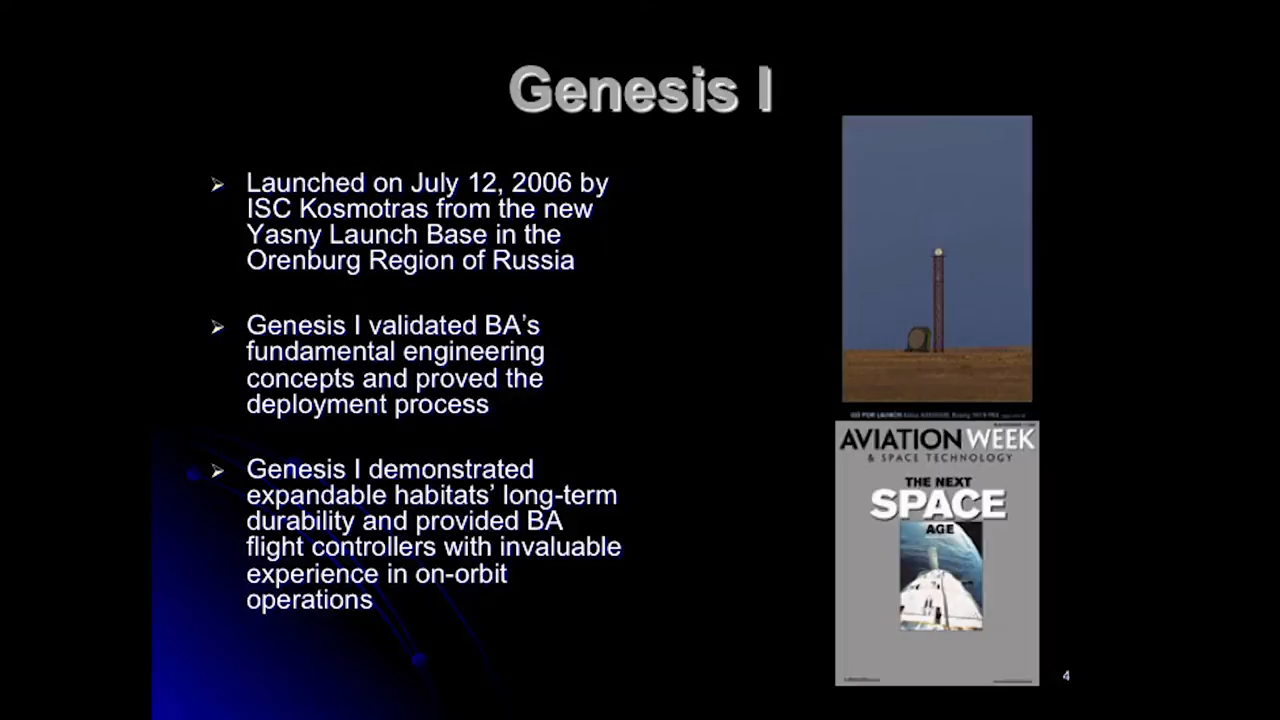 Genesis I
Launched on July 12, 2006 by
ISC Kosmotras from the new
Yasny Launch Base in the
Orenburg Region of Russia
Genesis I validated BA's
fundamental engineering
concepts and proved the
deployment process
Genesis I demonstrated
expandable habitats' long-term
durability and provided BA
flight controllers with invaluable
experience in on-orbit
operations
GO FOR LAUNCH
AVIATION WEEK
& SPACE TECHNOLOGY
THE NEXT
SPACE
AGE
4